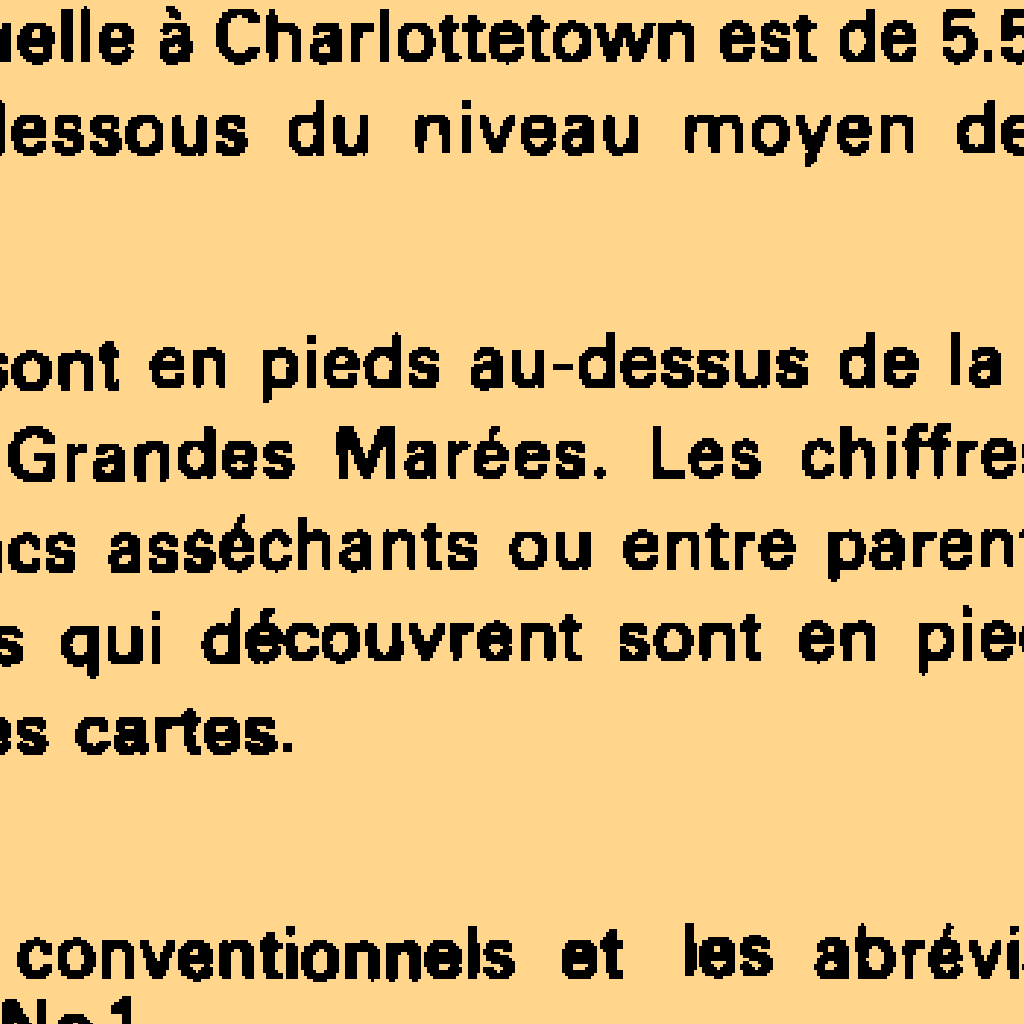 uelle à Charlottetown est de 5.5
dessous du niveau moyen de
sont en pieds au-dessus de la
Grandes Marées. Les chiffres
ncs asséchants ou entre parent
s qui découvrent sont en pied
es cartes.
conventionnels et les abrévi
No.1